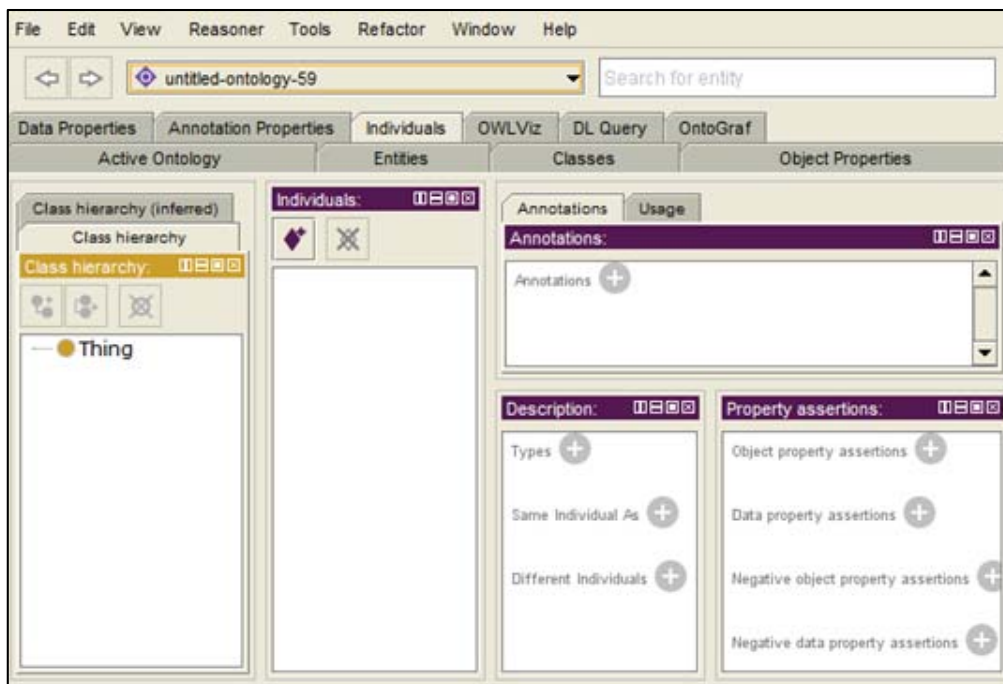 File Edit View Reasoner Tools Refactor Window Help
untitled-ontology-59 Search for entity
Data Properties Annotation Properties Individuals OWLViz DL Query OntoGraf
Active Ontology Entities Classes Object Properties
Class hierarchy (inferred)
Class hierarchy
Class hierarchy:
Thing
Individuals:
Annotations Usage
Annotations:
Annotations
Description:
Types
Same Individual As
Different Individuals
Property assertions:
Object property assertions
Data property assertions
Negative object property assertions
Negative data property assertions